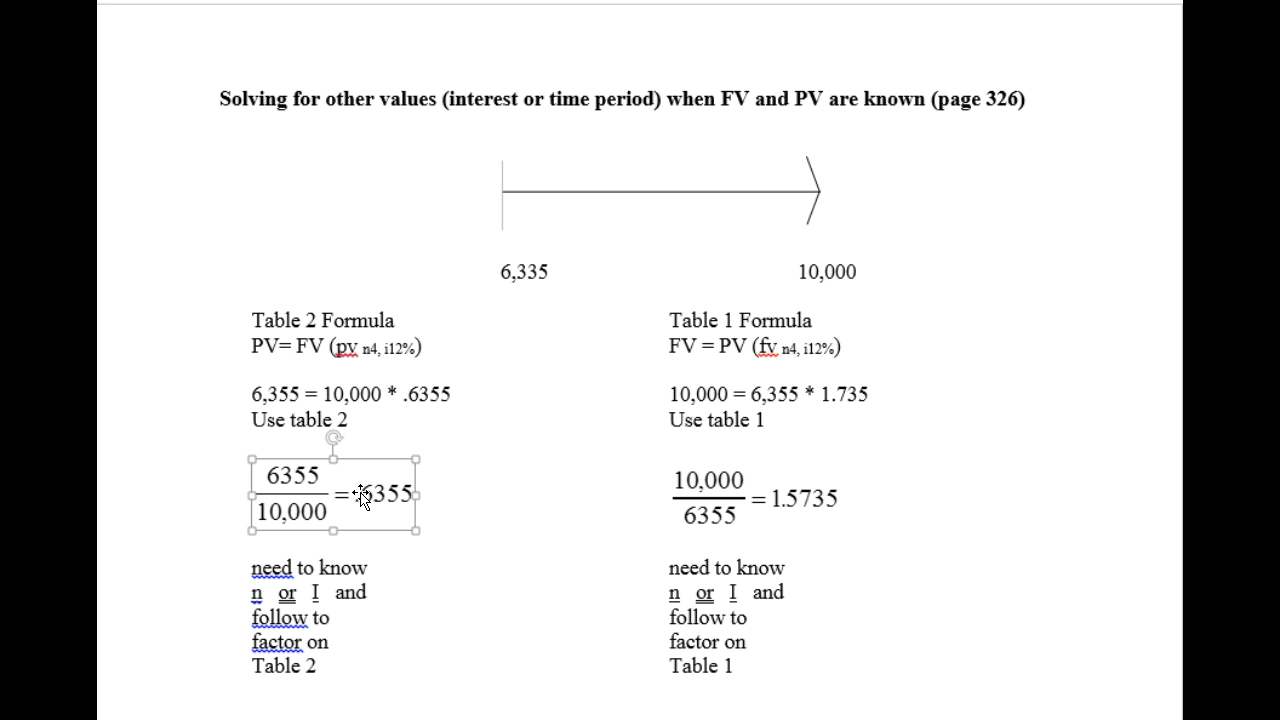 Solving for other values (interest or time period) when FV and PV are known (page 326)
6,335 10,000
Table 2 Formula
PV= FV (pv n4, i12%)
6,355 = 10,000 * .6355
Use table 2
6355
10,000 = .6355
need to know
n or I and
follow to
factor on
Table 2
Table 1 Formula
FV = PV (fv n4, i12%)
10,000 = 6,355 * 1.735
Use table 1
10,000
6355 = 1.5735
need to know
n or I and
follow to
factor on
Table 1